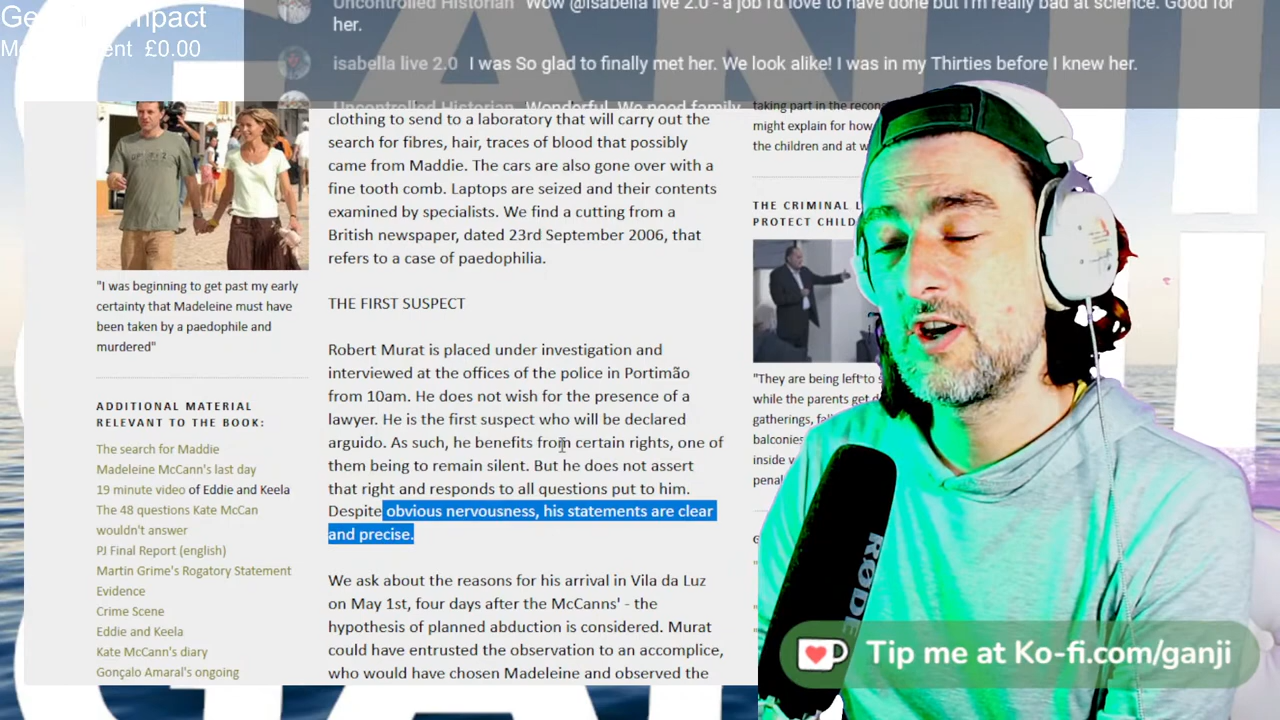 Uncontrolled Historian Wow @isabella live 2.0 - a job I'd love to have done but I'm really bad at science. Good for
her.
isabella live 2.0 I was So glad to finally met her. We look alike! I was in my Thirties before I knew her.
Uncontrolled Historian Wonderful. We need family
£0.00
"I was beginning to get past my early
certainty that Madeleine must have
been taken by a paedophile and
murdered"
ADDITIONAL MATERIAL
RELEVANT TO THE BOOK:
The search for Maddie
Madeleine McCann's last day
19 minute video of Eddie and Keela
The 48 questions Kate McCan
wouldn't answer
PJ Final Report (english)
Martin Grime's Rogatory Statement
Evidence
Crime Scene
Eddie and Keela
Kate McCann's diary
Gonçalo Amaral's ongoing
clothing to send to a laboratory that will carry out the
search for fibres, hair, traces of blood that possibly
came from Maddie. The cars are also gone over with a
fine tooth comb. Laptops are seized and their contents
examined by specialists. We find a cutting from a
British newspaper, dated 23rd September 2006, that
refers to a case of paedophilia.
THE FIRST SUSPECT
Robert Murat is placed under investigation and
interviewed at the offices of the police in Portimão
from 10am. He does not wish for the presence of a
lawyer. He is the first suspect who will be declared
arguido. As such, he benefits from certain rights, one of
them being to remain silent. But he does not assert
that right and responds to all questions put to him.
Despite obvious nervousness, his statements are clear
and precise.
We ask about the reasons for his arrival in Vila da Luz
on May 1st, four days after the McCanns' - the
hypothesis of planned abduction is considered. Murat
could have entrusted the observation to an accomplice,
who would have chosen Madeleine and observed the
taking part in the
might explain for how
the children and at
THE CRIMINAL
PROTECT
"They are being left to
while the parents get
gatherings,
balconies
inside
RØDE
Tip me at Ko-fi.com/ganji